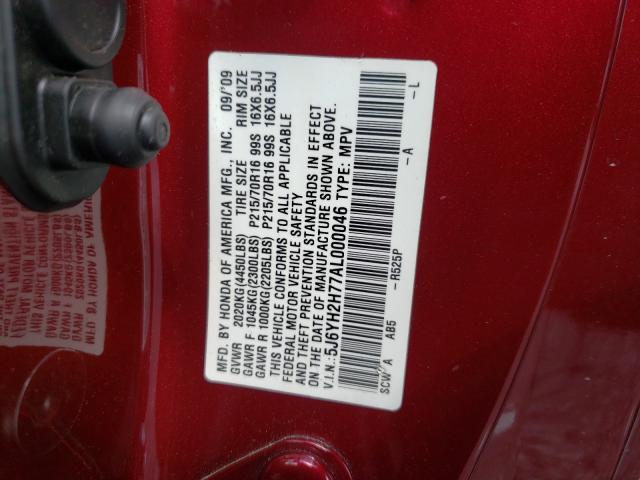 MFD. BY HONDA OF AMERICA MFG., INC. 09/'09
GVWR 2020KG(4450LBS) TIRE SIZE RIM SIZE
GAWR F 1045KG(2300LBS) P215/70R16 99S 16X6.5JJ
GAWR R 1000KG(2205LBS) P215/70R16 99S 16X6.5JJ
THIS VEHICLE CONFORMS TO ALL APPLICABLE
FEDERAL MOTOR VEHICLE SAFETY
AND THEFT PREVENTION STANDARDS IN EFFECT
ON THE DATE OF MANUFACTURE SHOWN ABOVE.
V.I.N.:5J6YH2H77AL000046 TYPE: MPV
-R525P -A -L
SCW A AB5